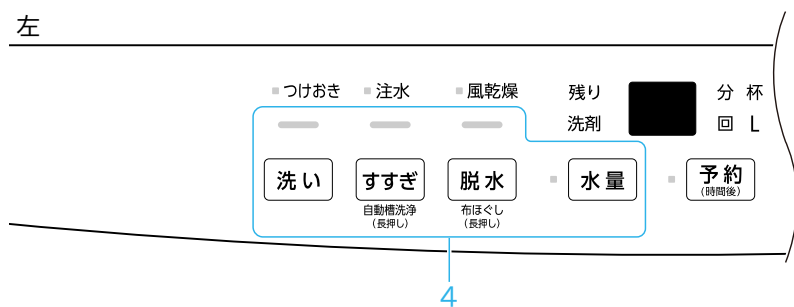 左
つけおき 注水 風乾燥 残り 分 杯
洗剤 回 L
洗い すすぎ 脱水 水量 予約
(時間後)
自動槽洗浄 布ほぐし
(長押し) (長押し)
4